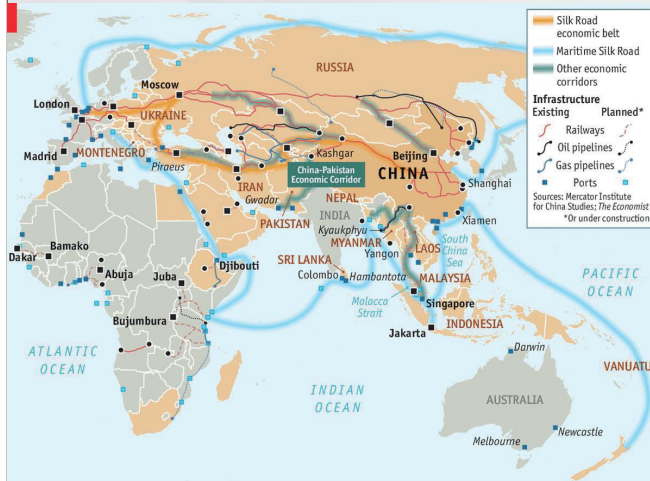 Silk Road
economic belt
Maritime Silk Road
Other economic
corridors
Infrastructure
Existing Planned*
Railways
Oil pipelines
Gas pipelines
Ports
Sources: Mercator Institute
for China Studies; The Economist
*Or under construction
RUSSIA
Moscow
London
UKRAINE
Madrid
MONTENEGRO
Piraeus
Kashgar
Beijing
China-Pakistan
Economic Corridor
CHINA
IRAN
Gwadar
NEPAL
Shanghai
PAKISTAN
INDIA
Xiamen
Kyaukphyu
MYANMAR
LAOS
South
China
Sea
Yangon
Dakar
Bamako
Abuja
Juba
Djibouti
SRI LANKA
Colombo
Hambantota
MALAYSIA
PACIFIC
OCEAN
Malacca
Strait
Singapore
Bujumbura
Jakarta
INDONESIA
ATLANTIC
OCEAN
INDIAN
OCEAN
Darwin
VANUATU
AUSTRALIA
Newcastle
Melbourne